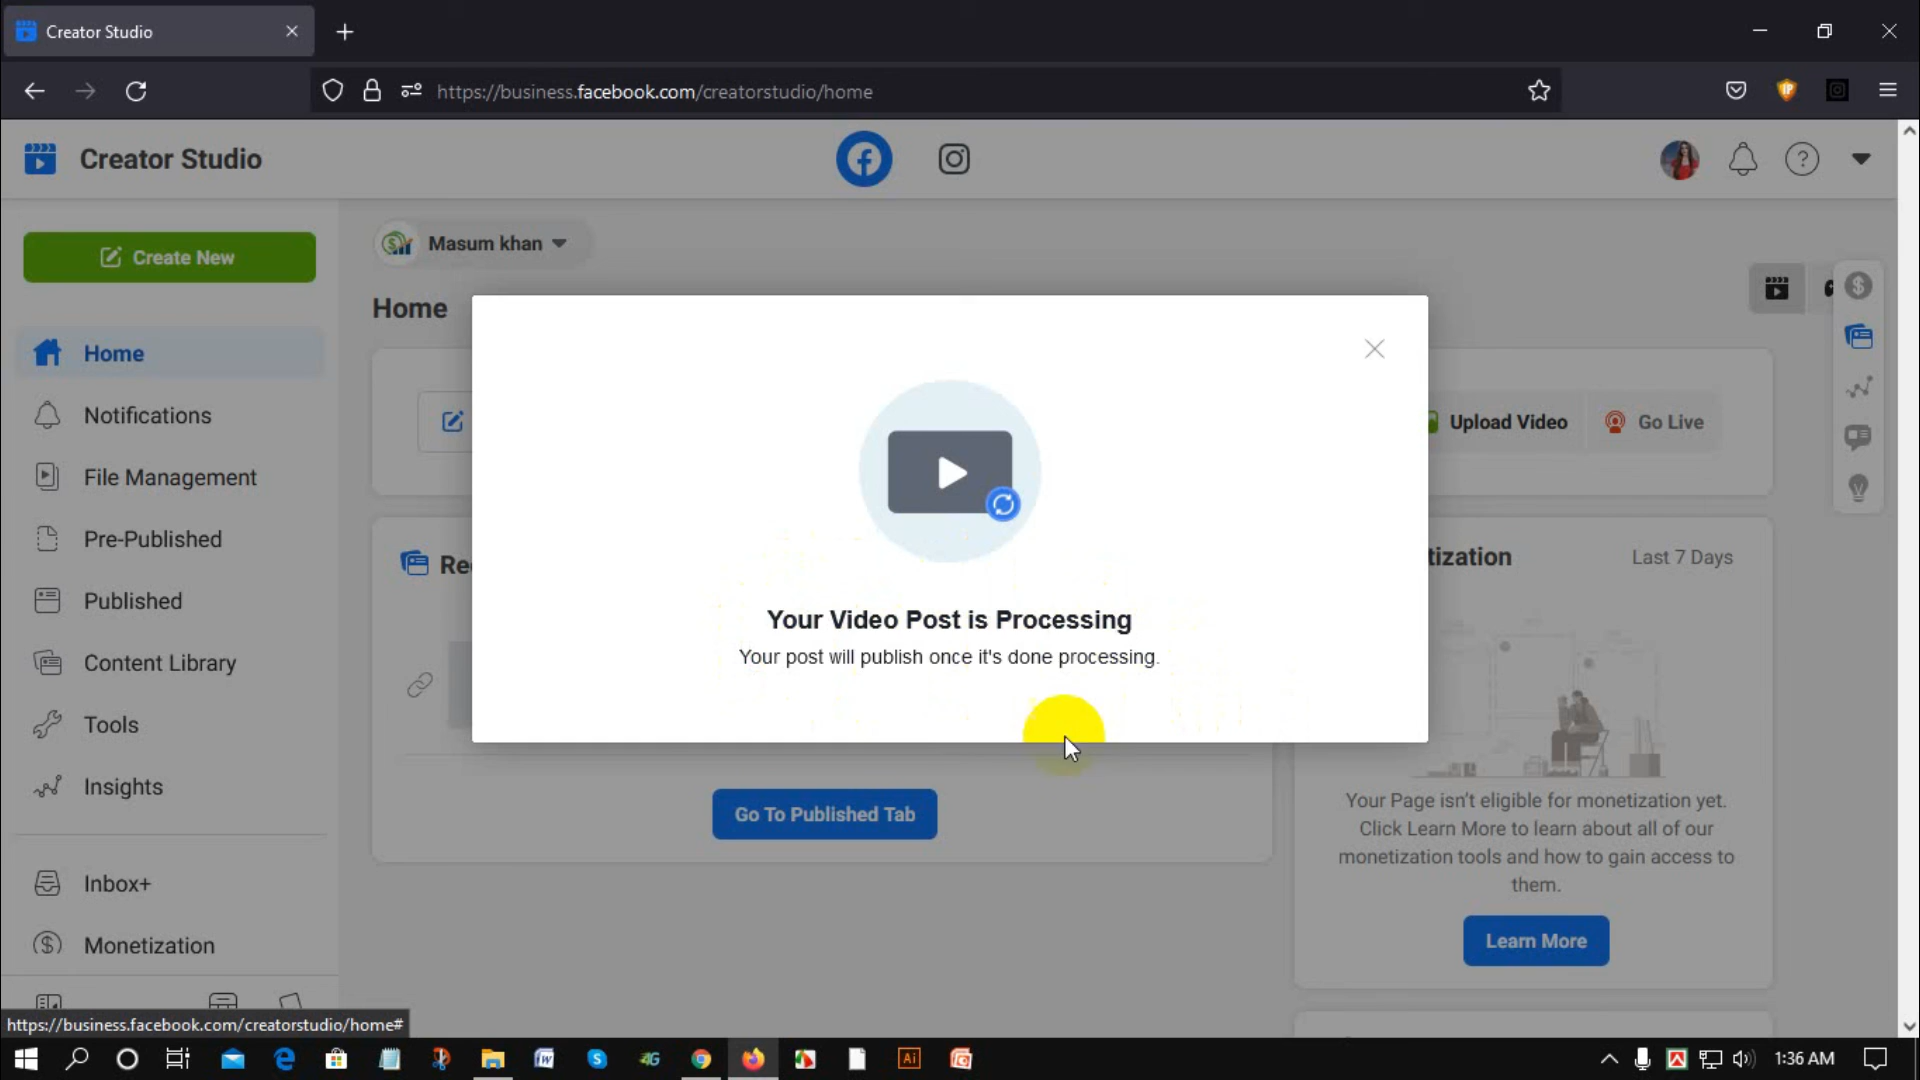 Creator Studio
https://business.facebook.com/creatorstudio/home
Creator Studio
Create New
Masum khan
Home
Home
Notifications
File Management
Pre-Published
Published
Content Library
Tools
Insights
Inbox+
Monetization
Upload Video
Go Live
Re
tization
Last 7 Days
Your Video Post is Processing
Your post will publish once it's done processing.
Go To Published Tab
Your Page isn't eligible for monetization yet.
Click Learn More to learn about all of our
monetization tools and how to gain access to
them.
Learn More
https://business.facebook.com/creatorstudio/home#
4G
Ai
1:36 AM